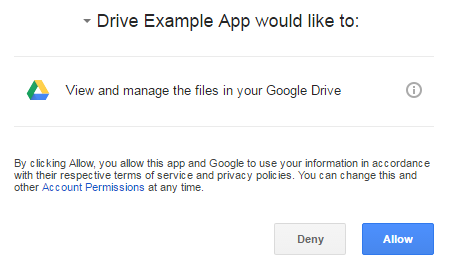 Drive Example App would like to:
View and manage the files in your Google Drive
By clicking Allow, you allow this app and Google to use your information in accordance
with their respective terms of service and privacy policies. You can change this and
other Account Permissions at any time.
Deny
Allow